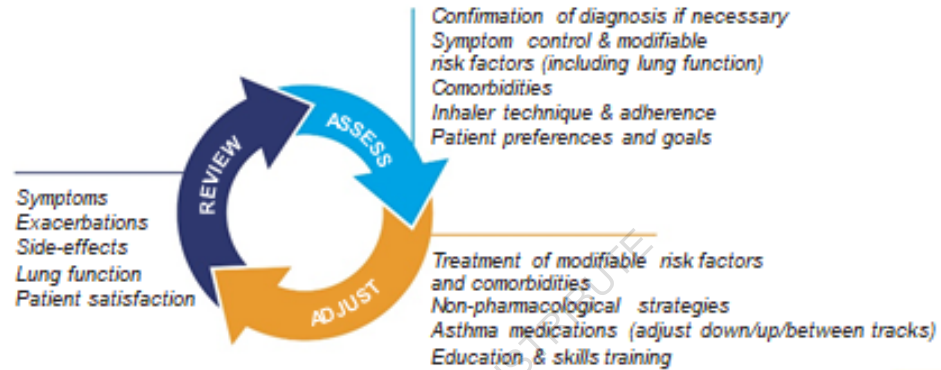 Confirmation of diagnosis if necessary
Symptom control & modifiable
risk factors (including lung function)
Comorbidities
Inhaler technique & adherence
Patient preferences and goals
ASSESS
REVIEW
Symptoms
Exacerbations
Side-effects
Lung function
Patient satisfaction
ADJUST
Treatment of modifiable risk factors
and comorbidities
Non-pharmacological strategies
Asthma medications (adjust down/up/between tracks)
Education & skills training